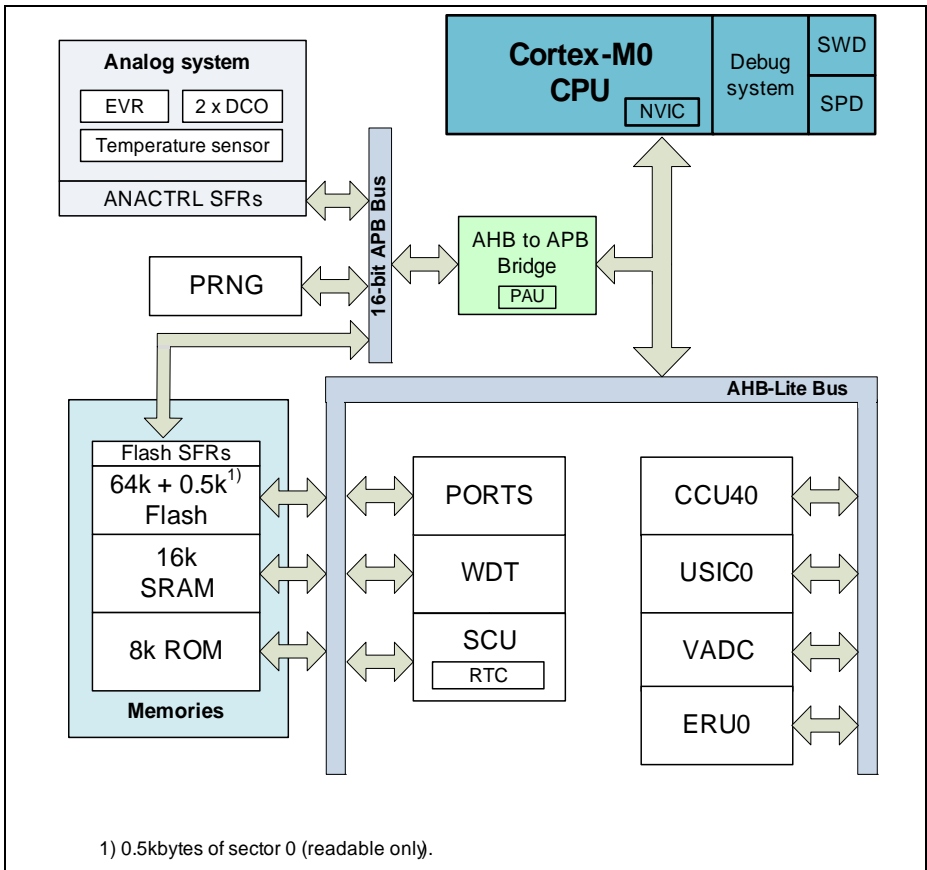 Analog system
EVR
2 x DCO
Temperature sensor
ANACTRL SFRs
Cortex-M0
CPU
NVIC
Debug
system
SWD
SPD
16-bit APB Bus
AHB to APB
Bridge
PAU
PRNG
AHB-Lite Bus
Flash SFRs
64k + 0.5k1)
Flash
16k
SRAM
8k ROM
Memories
PORTS
WDT
SCU
RTC
CCU40
USIC0
VADC
ERU0
1) 0.5kbytes of sector 0 (readable only).